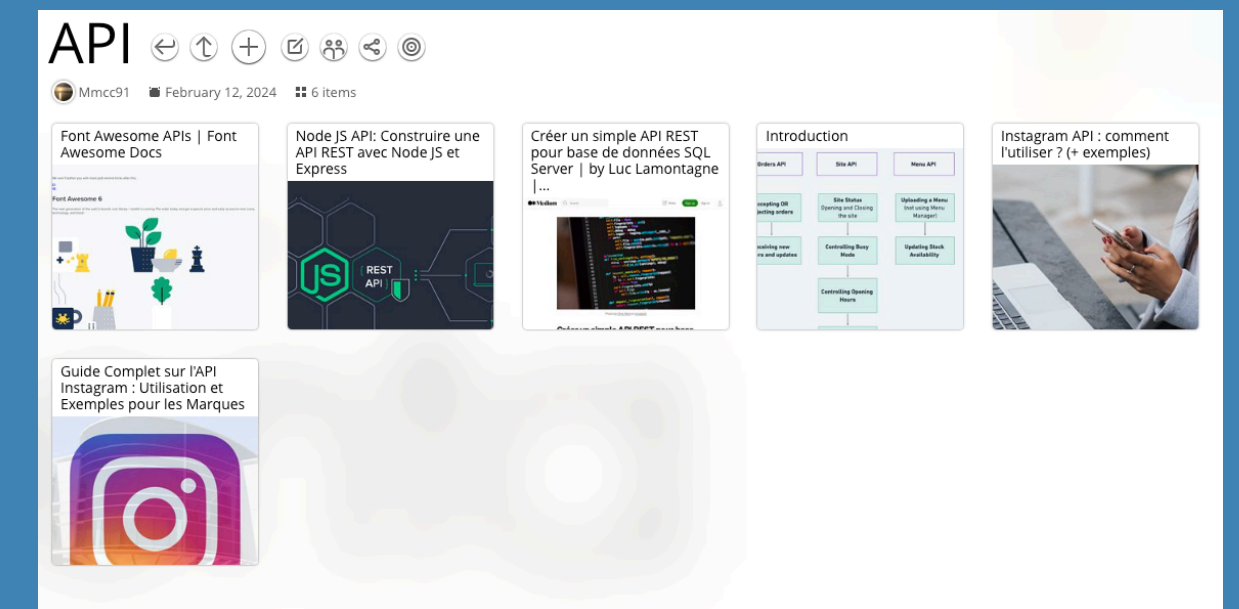 API
Mmcc91 February 12, 2024 6 items
Font Awesome APIs | Font
Awesome Docs
Font Awesome 6
Node JS API: Construire une
API REST avec Node JS et
Express
JS
REST
API
Créer un simple API REST
pour base de données SQL
Server | by Luc Lamontagne
|...
Medium
Introduction
Orders API
Site API
Menu API
Site Status
Opening and Closing
the site
Uploading a Menu
Controlling Busy
Mode
Updating Stock
Availability
Controlling Opening
Hours
Instagram API : comment
l'utiliser ? (+ exemples)
Guide Complet sur l'API
Instagram : Utilisation et
Exemples pour les Marques